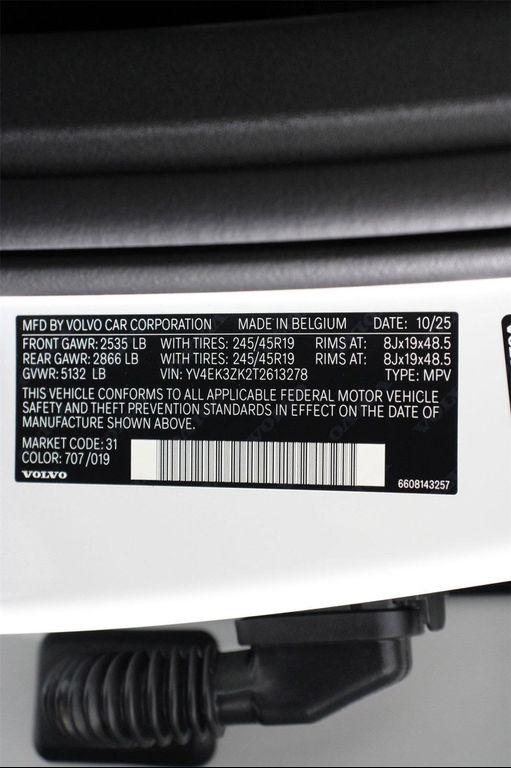 MFD BY VOLVO CAR CORPORATION MADE IN BELGIUM DATE: 10/25
FRONT GAWR: 2535 LB WITH TIRES: 245/45R19 RIMS AT: 8Jx19x48.5
REAR GAWR: 2866 LB WITH TIRES: 245/45R19 RIMS AT: 8Jx19x48.5
GVWR: 5132 LB VIN: YV4EK3ZK2T2613278 TYPE: MPV
THIS VEHICLE CONFORMS TO ALL APPLICABLE FEDERAL MOTOR VEHICLE
SAFETY AND THEFT PREVENTION STANDARDS IN EFFECT ON THE DATE OF
MANUFACTURE SHOWN ABOVE.
MARKET CODE: 31
COLOR: 707/019
VOLVO
6608143257